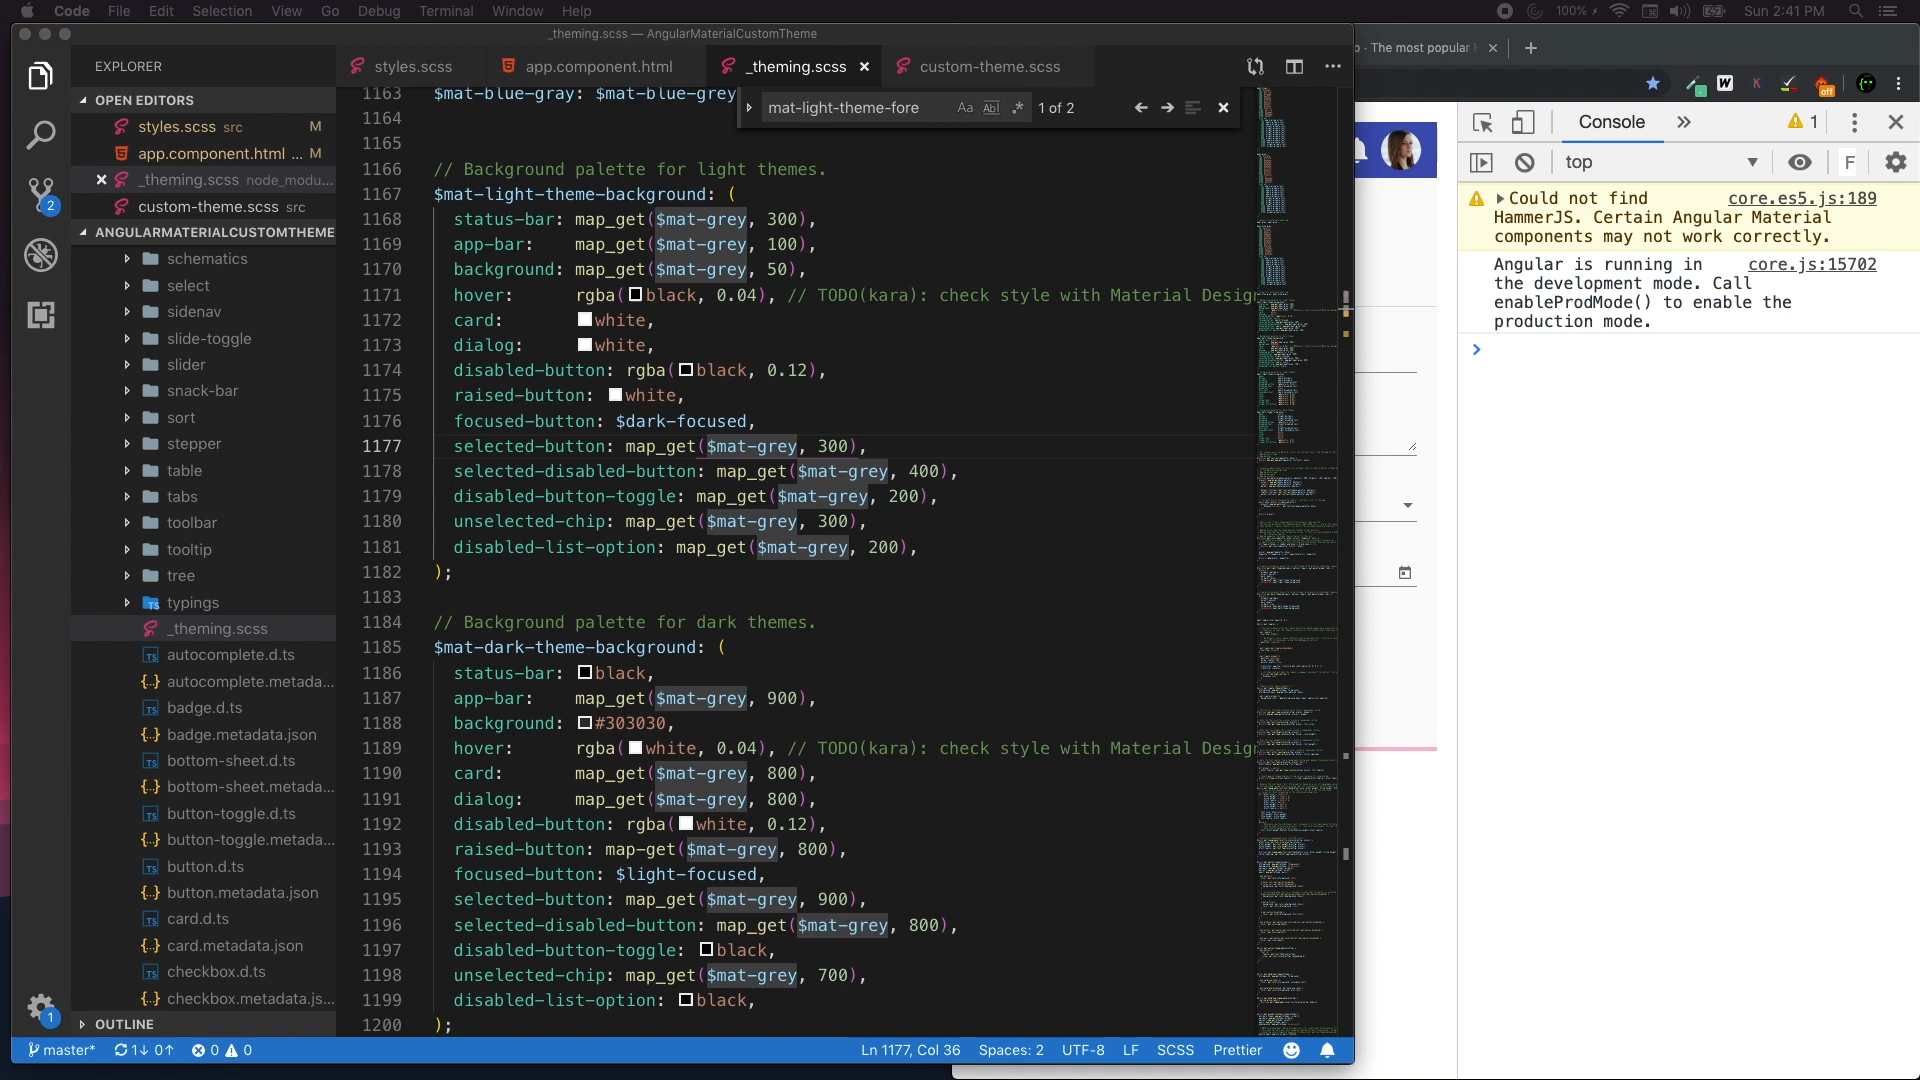 Code File Edit Selection View Go Debug Terminal Window Help 100% Sun 2:41 PM
_theming.scss — AngularMaterialCustomTheme
The most popular
EXPLORER
styles.scss
app.component.html
_theming.scss
custom-theme.scss
OPEN EDITORS
styles.scss src M
app.component.html ... M
_theming.scss node_modu...
custom-theme.scss src
ANGULARMATERIALCUSTOMTHEME
schematics
select
sidenav
slide-toggle
slider
snack-bar
sort
stepper
table
tabs
toolbar
tooltip
tree
typings
_theming.scss
autocomplete.d.ts
autocomplete.metada...
badge.d.ts
badge.metadata.json
bottom-sheet.d.ts
bottom-sheet.metada...
button-toggle.d.ts
button-toggle.metada...
button.d.ts
button.metadata.json
card.d.ts
card.metadata.json
checkbox.d.ts
checkbox.metadata.js...
OUTLINE
2
1
mat-light-theme-fore Aa Abl .* 1 of 2
1163 $mat-blue-gray: $mat-blue-grey
1164
1165
1166 // Background palette for light themes.
1167 $mat-light-theme-background: (
1168 status-bar: map_get($mat-grey, 300),
1169 app-bar: map_get($mat-grey, 100),
1170 background: map_get($mat-grey, 50),
1171 hover: rgba(black, 0.04), // TODO(kara): check style with Material Design
1172 card: white,
1173 dialog: white,
1174 disabled-button: rgba(black, 0.12),
1175 raised-button: white,
1176 focused-button: $dark-focused,
1177 selected-button: map_get($mat-grey, 300),
1178 selected-disabled-button: map_get($mat-grey, 400),
1179 disabled-button-toggle: map_get($mat-grey, 200),
1180 unselected-chip: map_get($mat-grey, 300),
1181 disabled-list-option: map_get($mat-grey, 200),
1182 );
1183
1184 // Background palette for dark themes.
1185 $mat-dark-theme-background: (
1186 status-bar: black,
1187 app-bar: map_get($mat-grey, 900),
1188 background: #303030,
1189 hover: rgba(white, 0.04), // TODO(kara): check style with Material Design
1190 card: map_get($mat-grey, 800),
1191 dialog: map_get($mat-grey, 800),
1192 disabled-button: rgba(white, 0.12),
1193 raised-button: map-get($mat-grey, 800),
1194 focused-button: $light-focused,
1195 selected-button: map_get($mat-grey, 900),
1196 selected-disabled-button: map_get($mat-grey, 800),
1197 disabled-button-toggle: black,
1198 unselected-chip: map_get($mat-grey, 700),
1199 disabled-list-option: black,
1200 );
master* 1↓ 0↑ 0 0 Ln 1177, Col 36 Spaces: 2 UTF-8 LF SCSS Prettier
W K off
Console » 1
top F
Could not find core.es5.js:189
HammerJS. Certain Angular Material
components may not work correctly.
Angular is running in core.js:15702
the development mode. Call
enableProdMode() to enable the
production mode.